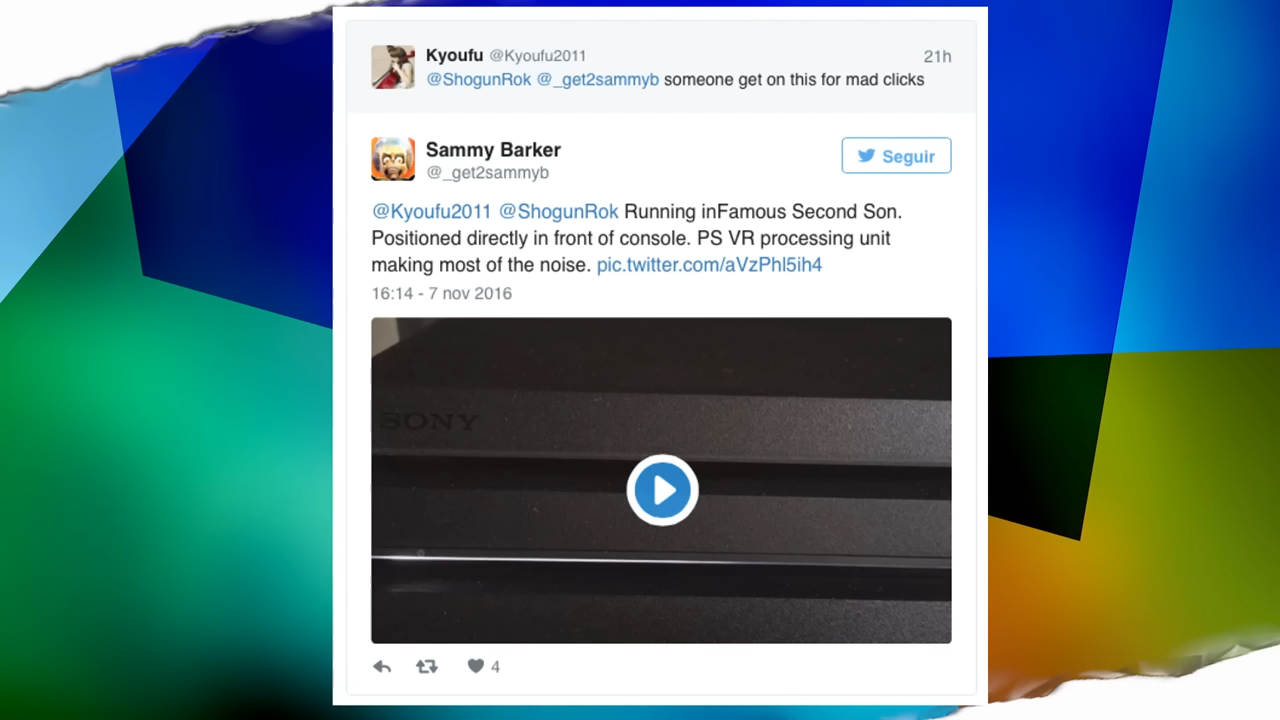 Kyoufu @Kyoufu2011 21h
@ShogunRok @_get2sammyb someone get on this for mad clicks
Sammy Barker
@_get2sammyb
Seguir
@Kyoufu2011 @ShogunRok Running inFamous Second Son.
Positioned directly in front of console. PS VR processing unit
making most of the noise. pic.twitter.com/aVzPhl5ih4
16:14 - 7 nov 2016
SONY
4